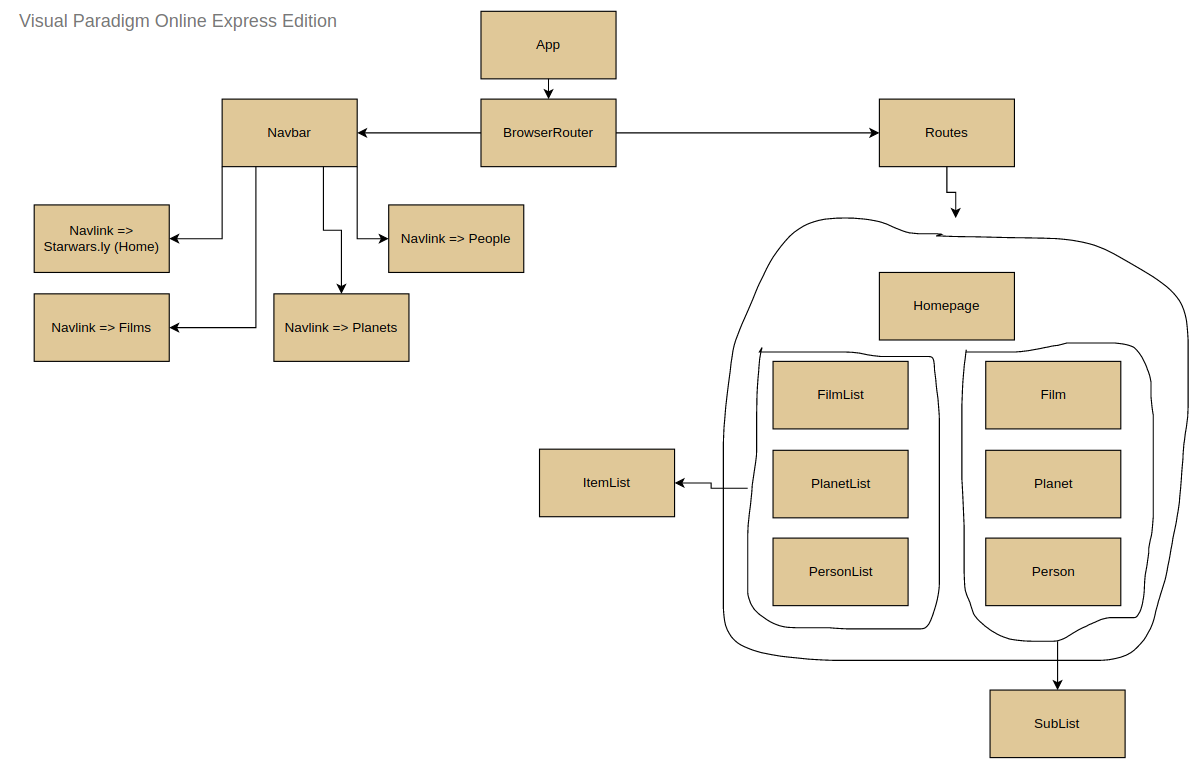 Visual Paradigm Online Express Edition
App
Navbar
BrowserRouter
Routes
Navlink =>
Starwars.ly (Home)
Navlink => People
Navlink => Films
Navlink => Planets
Homepage
FilmList
Film
ItemList
PlanetList
Planet
PersonList
Person
SubList